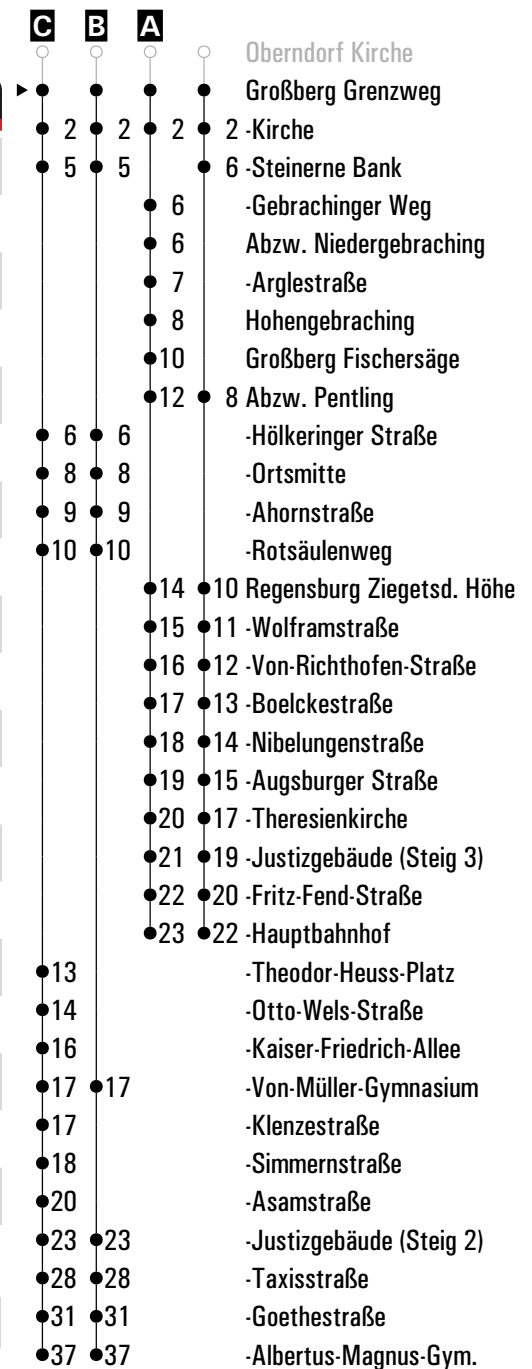 C B A
Oberndorf Kirche
Großberg Grenzweg
2 2 2 2 -Kirche
5 5 6 -Steinerne Bank
6 -Gebrachinger Weg
6 Abzw. Niedergebraching
7 -Arglestraße
8 Hohengebraching
10 Großberg Fischersäge
12 8 Abzw. Pentling
6 6 -Hölkeringer Straße
8 8 -Ortsmitte
9 9 -Ahornstraße
10 10 -Rotsäulenweg
14 10 Regensburg Ziegetsd. Höhe
15 11 -Wolframstraße
16 12 -Von-Richthofen-Straße
17 13 -Boelckestraße
18 14 -Nibelungenstraße
19 15 -Augsburger Straße
20 17 -Theresienkirche
21 19 -Justizgebäude (Steig 3)
22 20 -Fritz-Fend-Straße
23 22 -Hauptbahnhof
13 -Theodor-Heuss-Platz
14 -Otto-Wels-Straße
16 -Kaiser-Friedrich-Allee
17 17 -Von-Müller-Gymnasium
17 -Klenzestraße
18 -Simmernstraße
20 -Asamstraße
23 23 -Justizgebäude (Steig 2)
28 28 -Taxisstraße
31 31 -Goethestraße
37 37 -Albertus-Magnus-Gym.